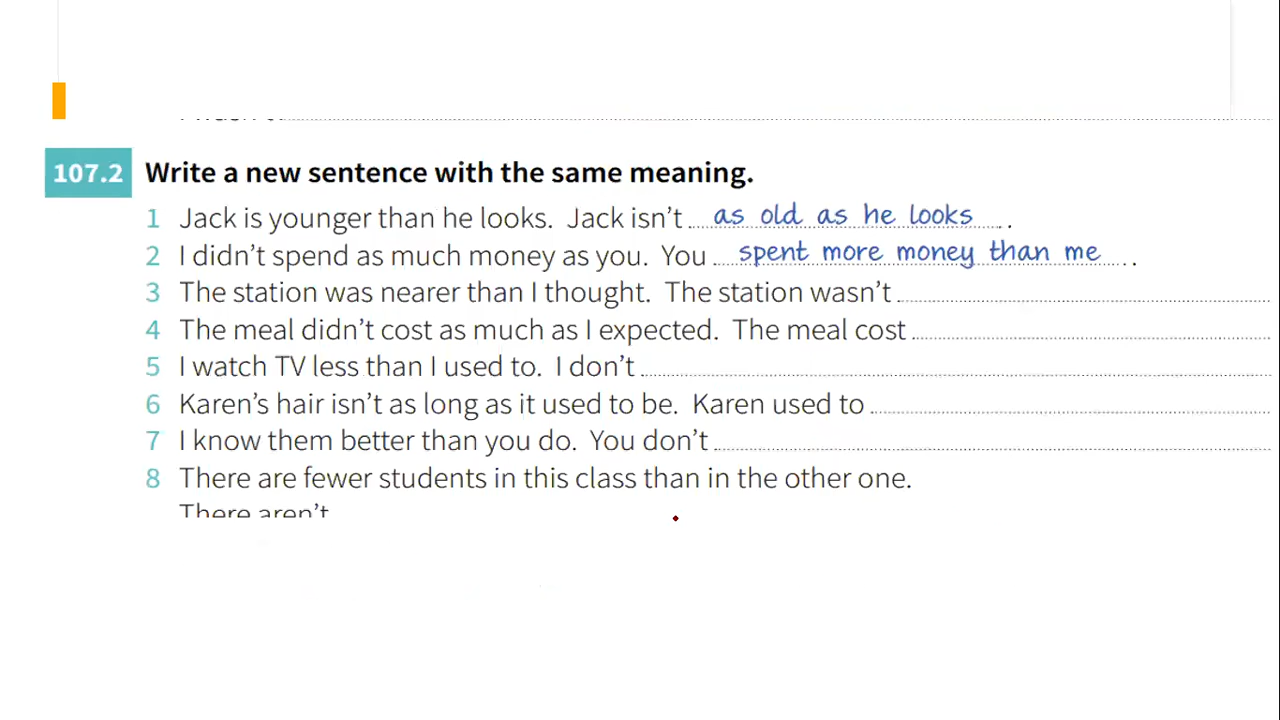 107.2 Write a new sentence with the same meaning.
1 Jack is younger than he looks. Jack isn't as old as he looks.
2 I didn't spend as much money as you. You spent more money than me.
3 The station was nearer than I thought. The station wasn't
4 The meal didn't cost as much as I expected. The meal cost
5 I watch TV less than I used to. I don't
6 Karen's hair isn't as long as it used to be. Karen used to
7 I know them better than you do. You don't
8 There are fewer students in this class than in the other one.
There aren't